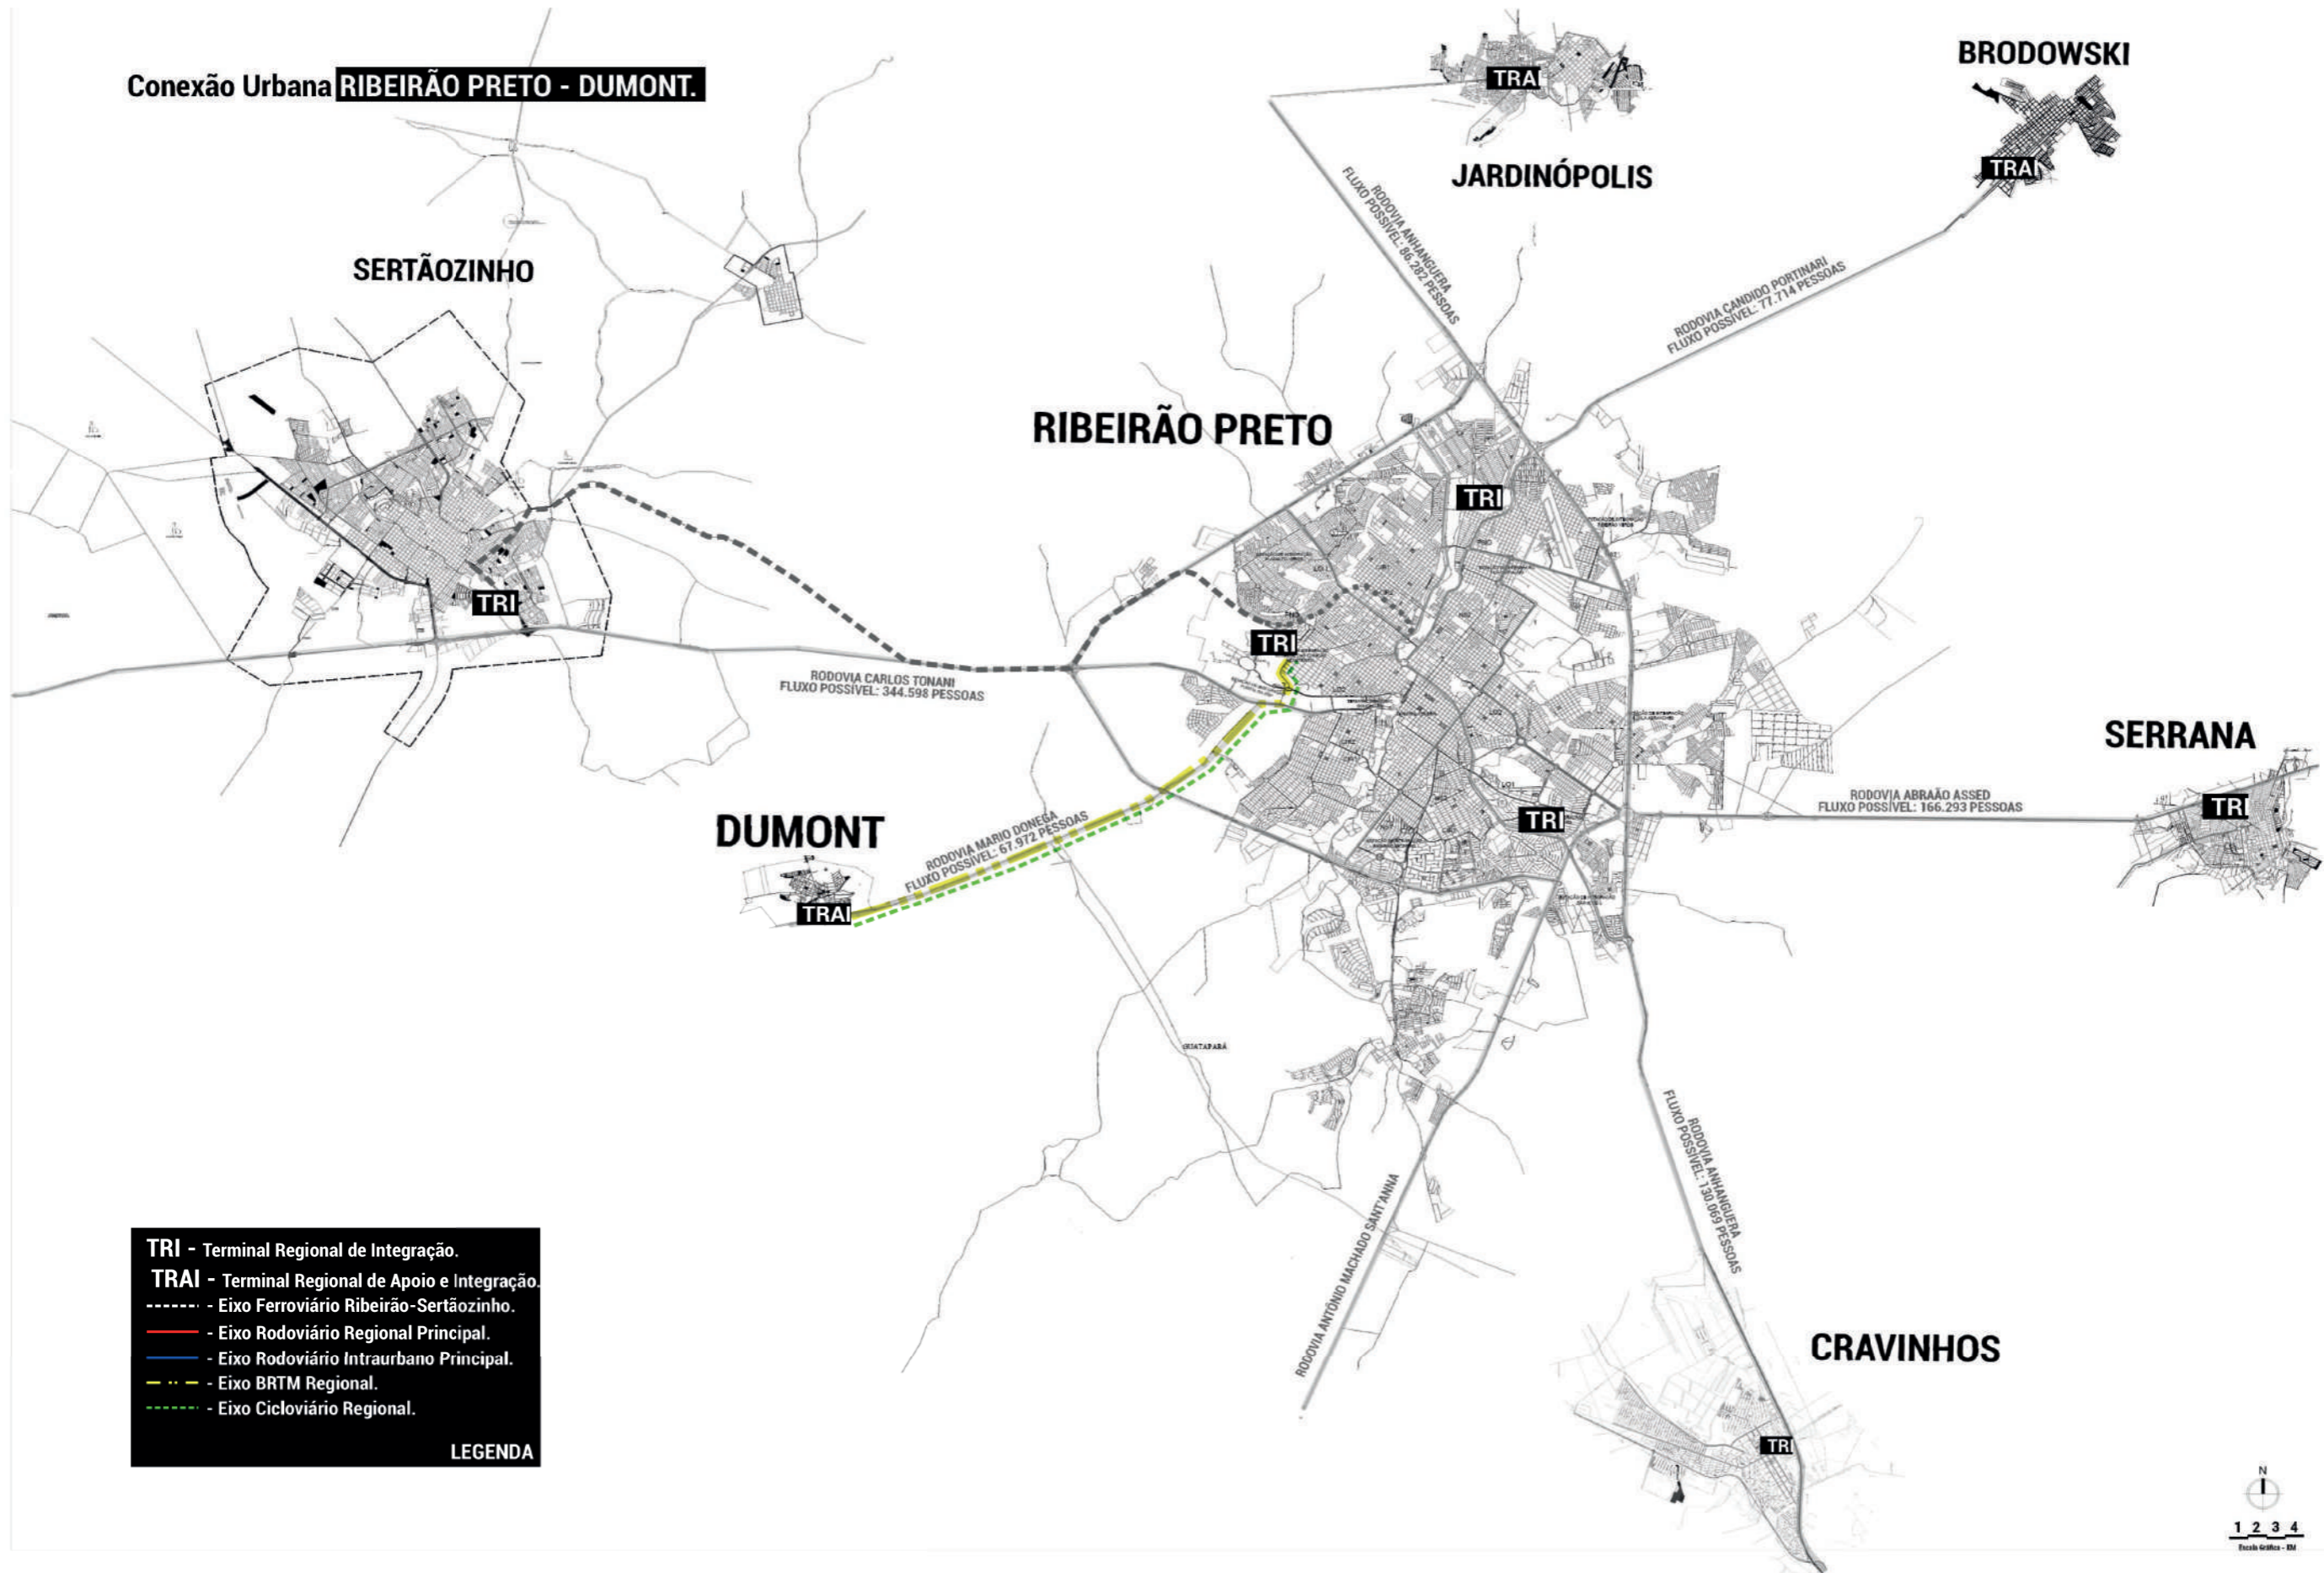 Conexão Urbana RIBEIRÃO PRETO - DUMONT.
BRODOWSKI
TRAI
TRAI
JARDINÓPOLIS
RODOVIA ANHANGUERA
FLUXO POSSÍVEL: 86.282 PESSOAS
RODOVIA CANDIDO PORTINARI
FLUXO POSSÍVEL: 77.714 PESSOAS
SERTÃOZINHO
RIBEIRÃO PRETO
TRI
TRI
TRI
RODOVIA CARLOS TONANI
FLUXO POSSÍVEL: 344.598 PESSOAS
SERRANA
RODOVIA ABRAÃO ASSED
FLUXO POSSÍVEL: 166.293 PESSOAS
TRI
TRI
DUMONT
RODOVIA MARIO DONEGÁ
FLUXO POSSÍVEL: 67.972 PESSOAS
TRAI
GUATAPARÁ
RODOVIA ANHANGUERA
FLUXO POSSÍVEL: 130.069 PESSOAS
RODOVIA ANTÔNIO MACHADO SANT'ANNA
CRAVINHOS
TRI
TRI - Terminal Regional de Integração.
TRAI - Terminal Regional de Apoio e Integração.
- Eixo Ferroviário Ribeirão-Sertãozinho.
- Eixo Rodoviário Regional Principal.
- Eixo Rodoviário Intraurbano Principal.
- Eixo BRTM Regional.
- Eixo Cicloviário Regional.
LEGENDA
N
1 2 3 4
Escala Gráfica - KM